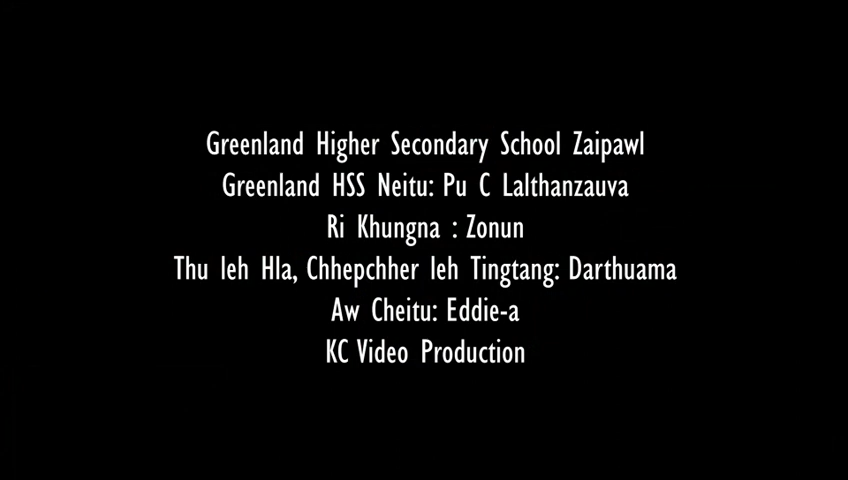 Greenland Higher Secondary School Zaipawl
Greenland HSS Neitu: Pu C Lalthanzauva
Ri Khungna : Zonun
Thu leh Hla, Chhepchher leh Tingtang: Darthuama
Aw Cheitu: Eddie-a
KC Video Production